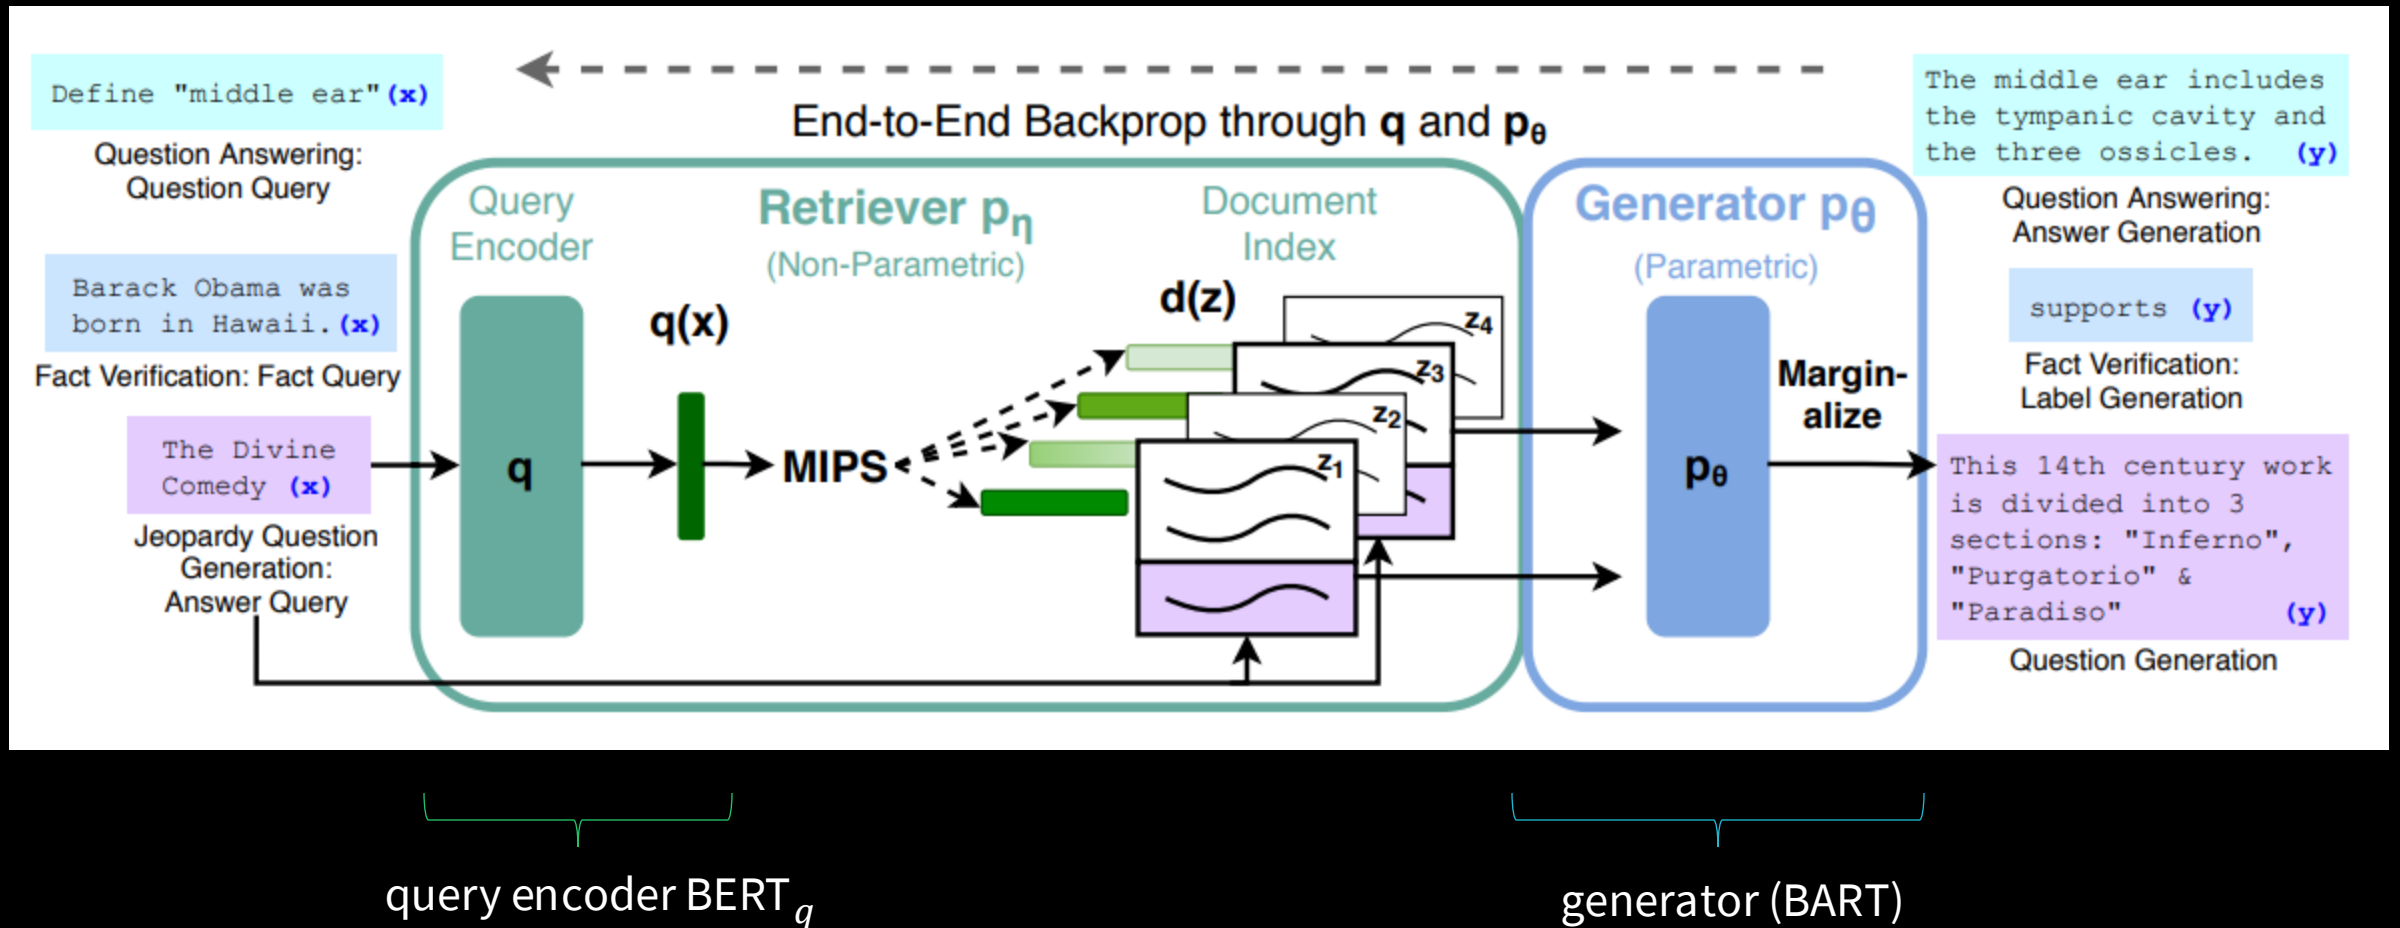 Define "middle ear"(x)
Question Answering:
Question Query
Barack Obama was
born in Hawaii.(x)
Fact Verification: Fact Query
The Divine
Comedy (x)
Jeopardy Question
Generation:
Answer Query
End-to-End Backprop through q and pθ
Query
Encoder
Retriever pη
(Non-Parametric)
Document
Index
q
q(x)
MIPS
d(z)
z4
z3
z2
z1
Generator pθ
(Parametric)
pθ
Margin-
alize
The middle ear includes
the tympanic cavity and
the three ossicles. (y)
Question Answering:
Answer Generation
supports (y)
Fact Verification:
Label Generation
This 14th century work
is divided into 3
sections: "Inferno",
"Purgatorio" &
"Paradiso" (y)
Question Generation
query encoder BERTq
generator (BART)